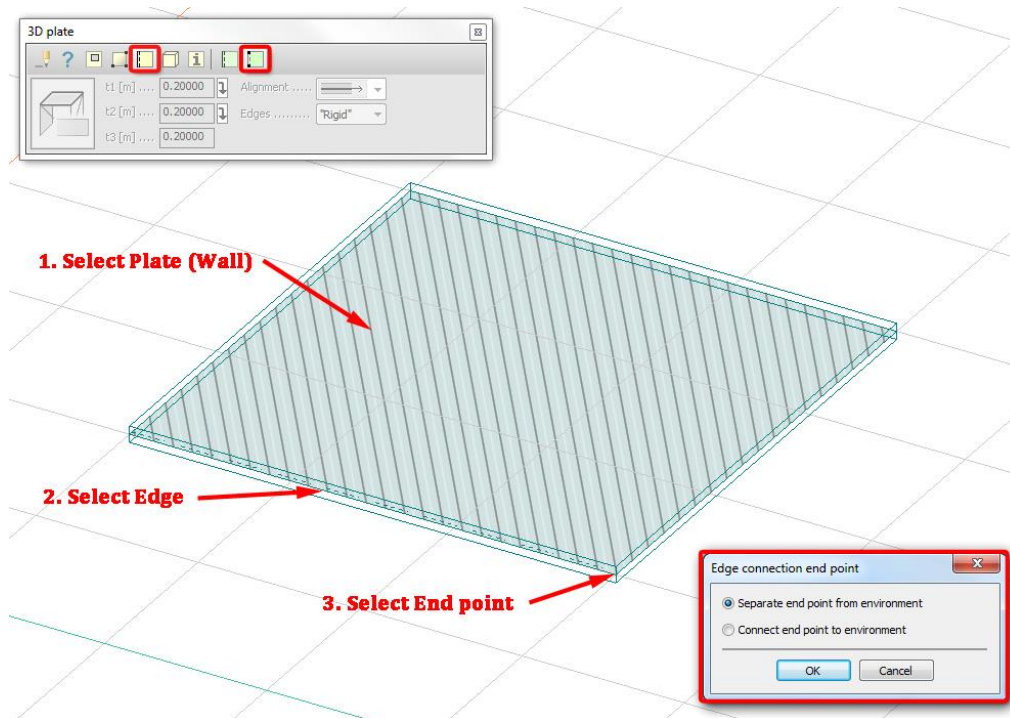 3D plate
?
i
t1 [m] .... 0.20000 Alignment .....
t2 [m] .... 0.20000 Edges ......... "Rigid"
t3 [m] .... 0.20000
1. Select Plate (Wall)
2. Select Edge
3. Select End point
Edge connection end point
Separate end point from environment
Connect end point to environment
OK Cancel